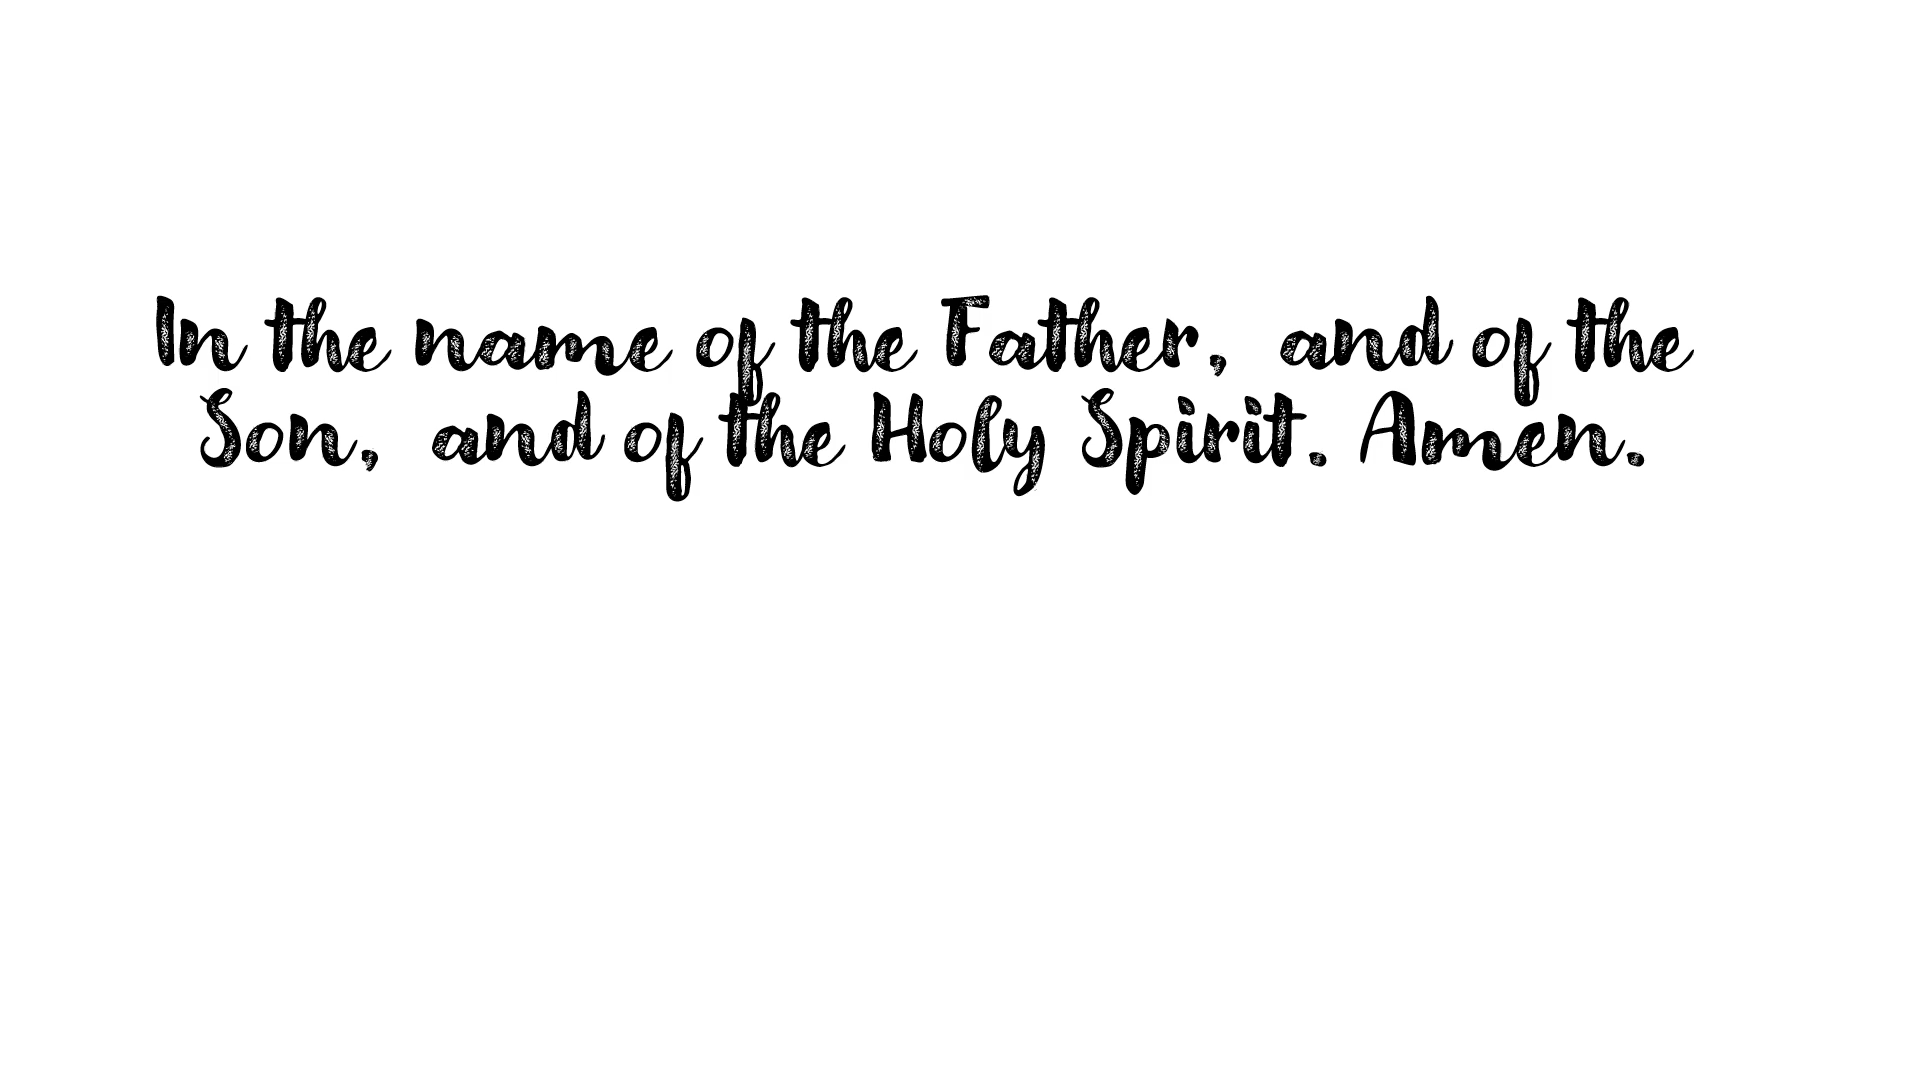 In the name of the Father, and of the
Son, and of the Holy Spirit. Amen.